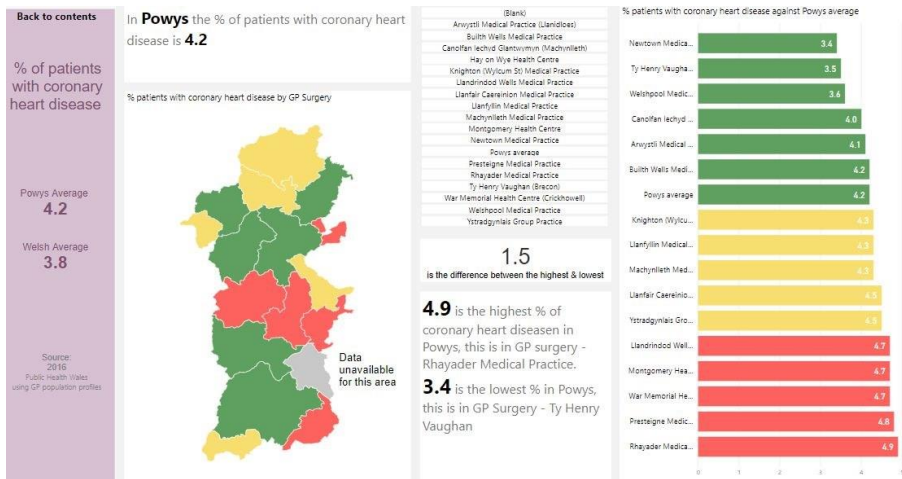 Back to contents
% of patients
with coronary
heart disease
Powys Average
4.2
Welsh Average
3.8
Source:
2016
Public Health Wales
using GP population profiles
In Powys the % of patients with coronary heart
disease is 4.2
% patients with coronary heart disease by GP Surgery
Data
unavailable
for this area
(Blank)
Arwystli Medical Practice (Llanidloes)
Builth Wells Medical Practice
Canolfan Iechyd Glantwymyn (Machynlleth)
Hay on Wye Health Centre
Knighton (Wylcum St) Medical Practice
Llandrindod Wells Medical Practice
Llanfair Caereinion Medical Practice
Llanfyllin Medical Practice
Machynlleth Medical Practice
Montgomery Health Centre
Newtown Medical Practice
Powys average
Presteigne Medical Practice
Rhayader Medical Practice
Ty Henry Vaughan (Brecon)
War Memorial Health Centre (Crickhowell)
Welshpool Medical Practice
Ystradgynlais Group Practice
1.5
is the difference between the highest & lowest
4.9 is the highest % of
coronary heart diseasen in
Powys, this is in GP surgery -
Rhayader Medical Practice.
3.4 is the lowest % in Powys,
this is in GP Surgery - Ty Henry
Vaughan
% patients with coronary heart disease against Powys average
Newtown Medica... 3.4
Ty Henry Vaugha... 3.5
Welshpool Medic... 3.6
Canolfan Iechyd ... 4.0
Arwystli Medical ... 4.1
Builth Wells Medi... 4.2
Powys average 4.2
Knighton (Wylcu... 4.3
Llanfyllin Medical... 4.3
Machynlleth Med... 4.3
Llanfair Caereinio... 4.5
Ystradgynlais Gro... 4.5
Llandrindod Well... 4.7
Montgomery Hea... 4.7
War Memorial He... 4.7
Presteigne Medic... 4.8
Rhayader Medica... 4.9
0 1 2 3 4 5